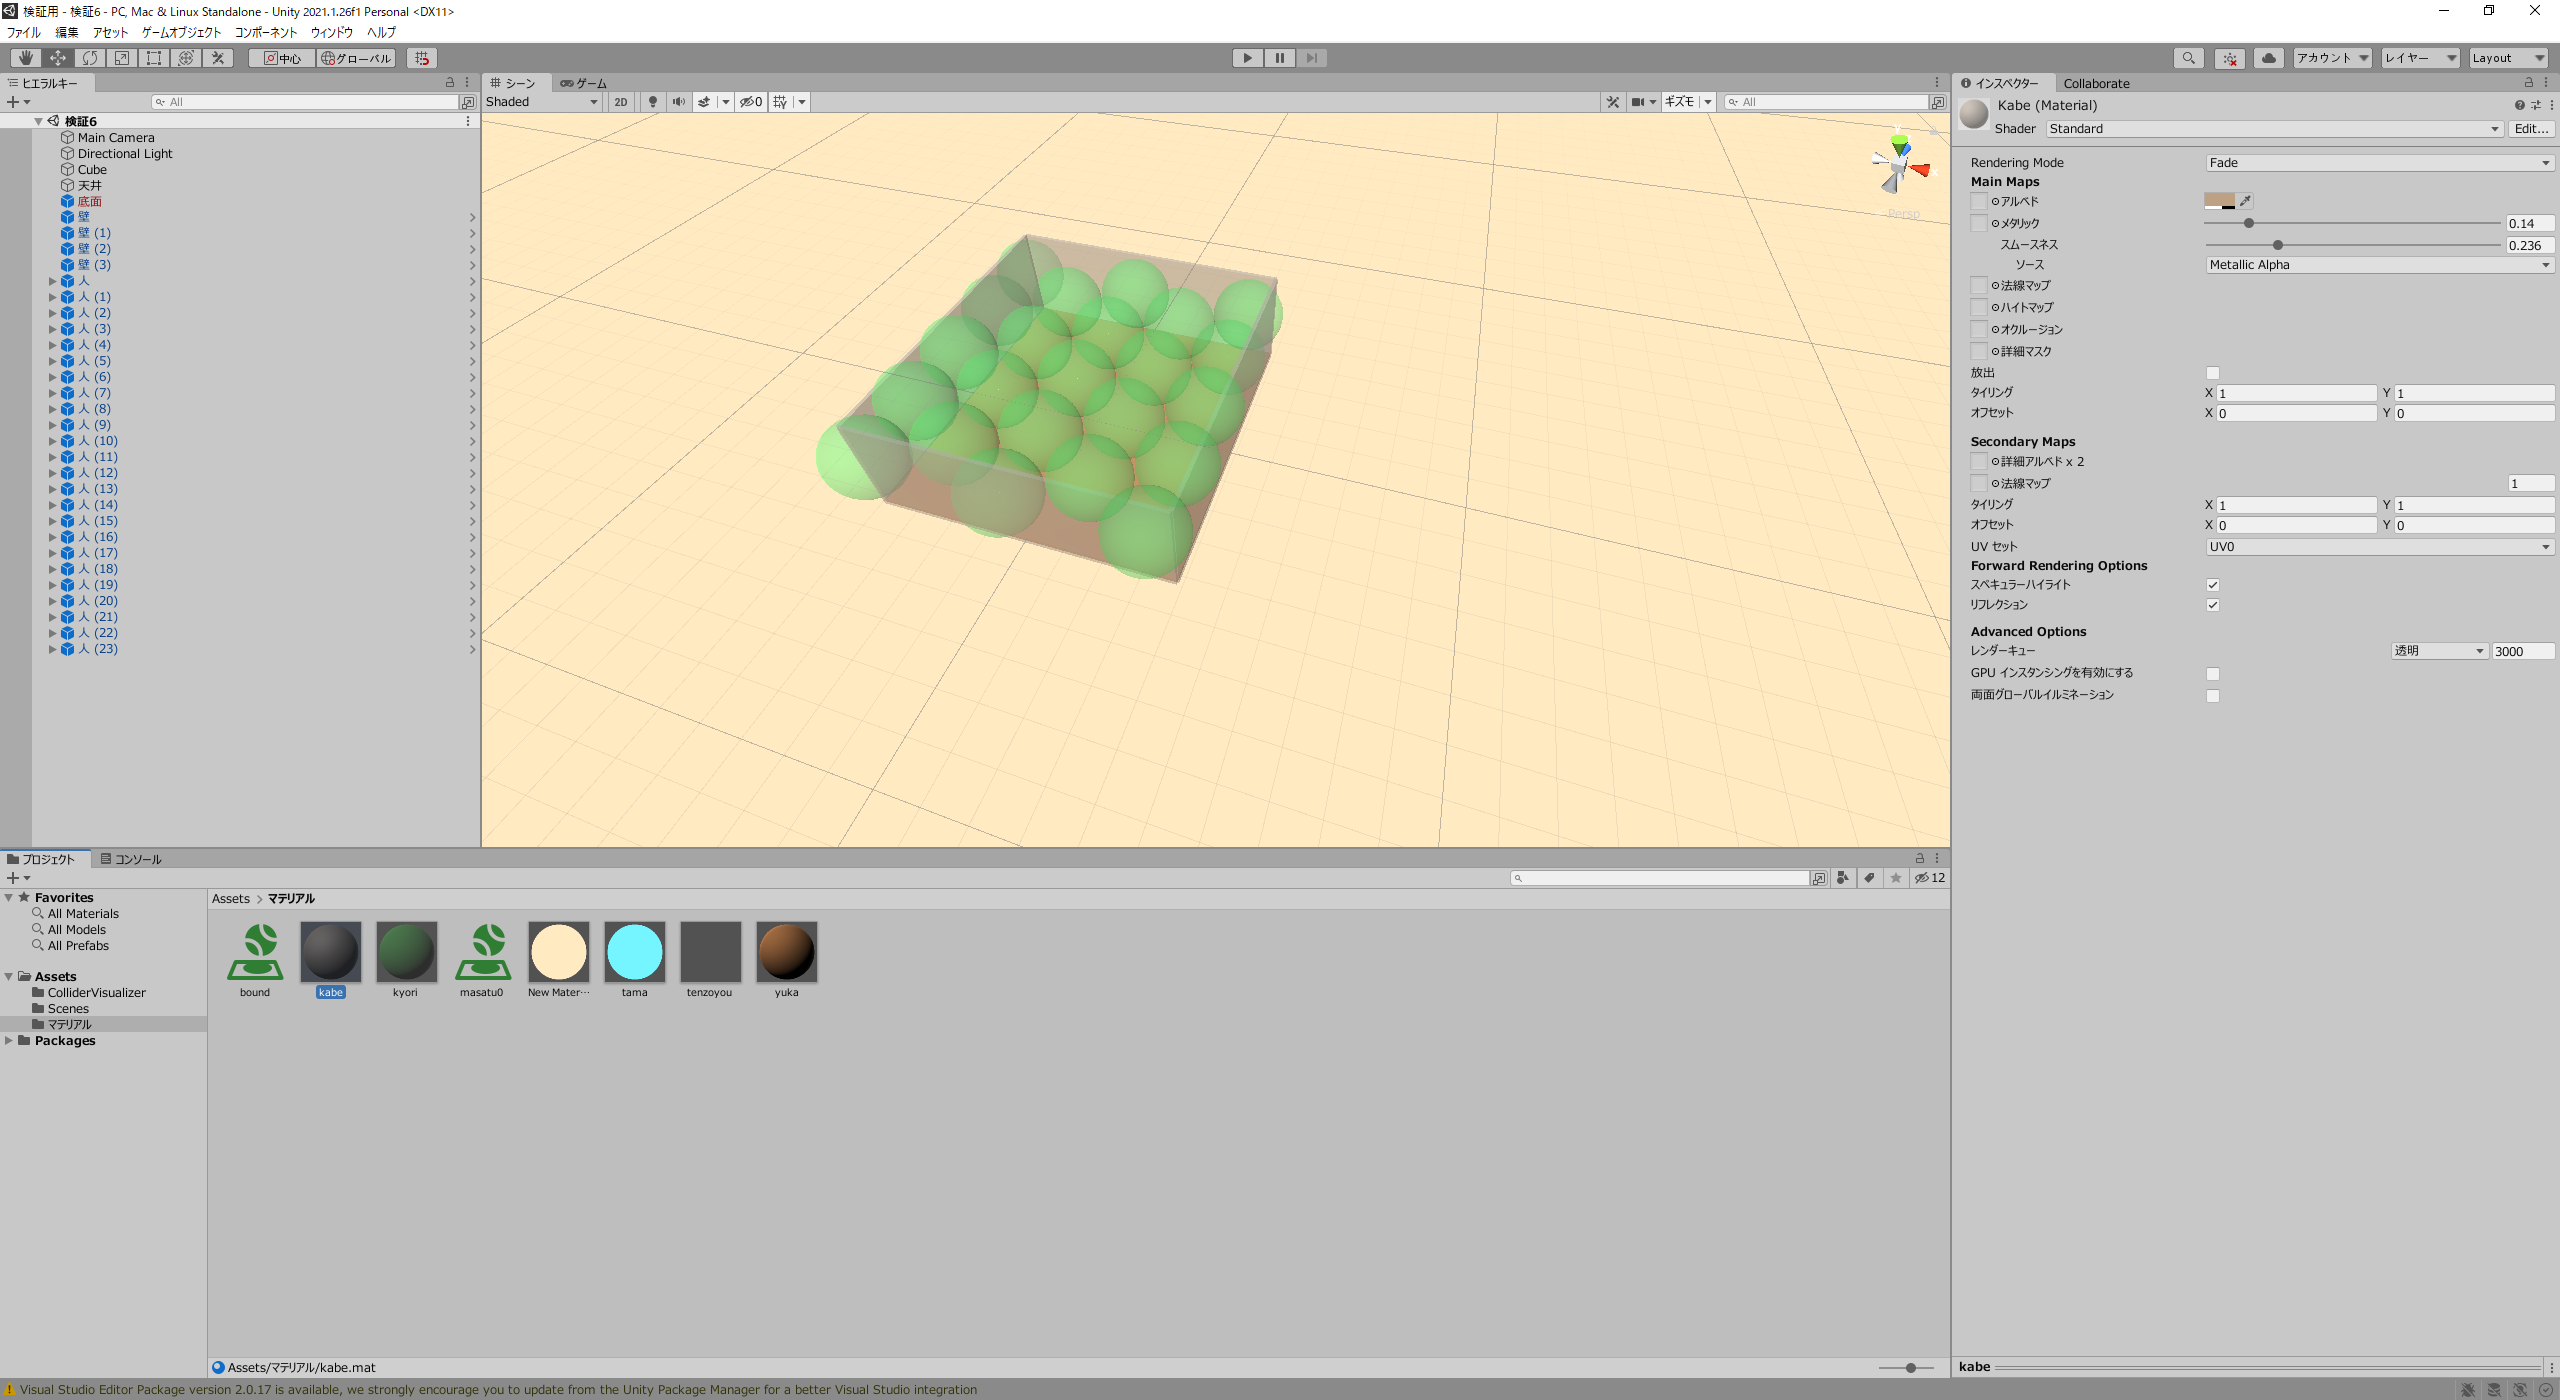 検証用 - 検証6 - PC, Mac & Linux Standalone - Unity 2021.1.26f1 Personal <DX11>
ファイル 編集 アセット ゲームオブジェクト コンポーネント ウィンドウ ヘルプ
中心 グローバル アカウント レイヤー Layout
ヒエラルキー
All
検証6
Main Camera
Directional Light
Cube
天井
底面
壁
壁 (1)
壁 (2)
壁 (3)
人
人 (1)
人 (2)
人 (3)
人 (4)
人 (5)
人 (6)
人 (7)
人 (8)
人 (9)
人 (10)
人 (11)
人 (12)
人 (13)
人 (14)
人 (15)
人 (16)
人 (17)
人 (18)
人 (19)
人 (20)
人 (21)
人 (22)
人 (23)
シーン ゲーム
Shaded 2D 0 ギズモ All
y
x
Persp
インスペクター Collaborate
Kabe (Material)
Shader Standard Edit...
Rendering Mode Fade
Main Maps
アルベド
メタリック 0.14
スムースネス 0.236
ソース Metallic Alpha
法線マップ
ハイトマップ
オクルージョン
詳細マスク
放出
タイリング X 1 Y 1
オフセット X 0 Y 0
Secondary Maps
詳細アルベド x 2
法線マップ 1
タイリング X 1 Y 1
オフセット X 0 Y 0
UV セット UV0
Forward Rendering Options
スペキュラーハイライト
リフレクション
Advanced Options
レンダーキュー 透明 3000
GPU インスタンシングを有効にする
両面グローバルイルミネーション
kabe
プロジェクト コンソール
12
Favorites
All Materials
All Models
All Prefabs
Assets
ColliderVisualizer
Scenes
マテリアル
Packages
Assets > マテリアル
bound kabe kyori masatu0 New Mater… tama tenzoyou yuka
Assets/マテリアル/kabe.mat
Visual Studio Editor Package version 2.0.17 is available, we strongly encourage you to update from the Unity Package Manager for a better Visual Studio integration